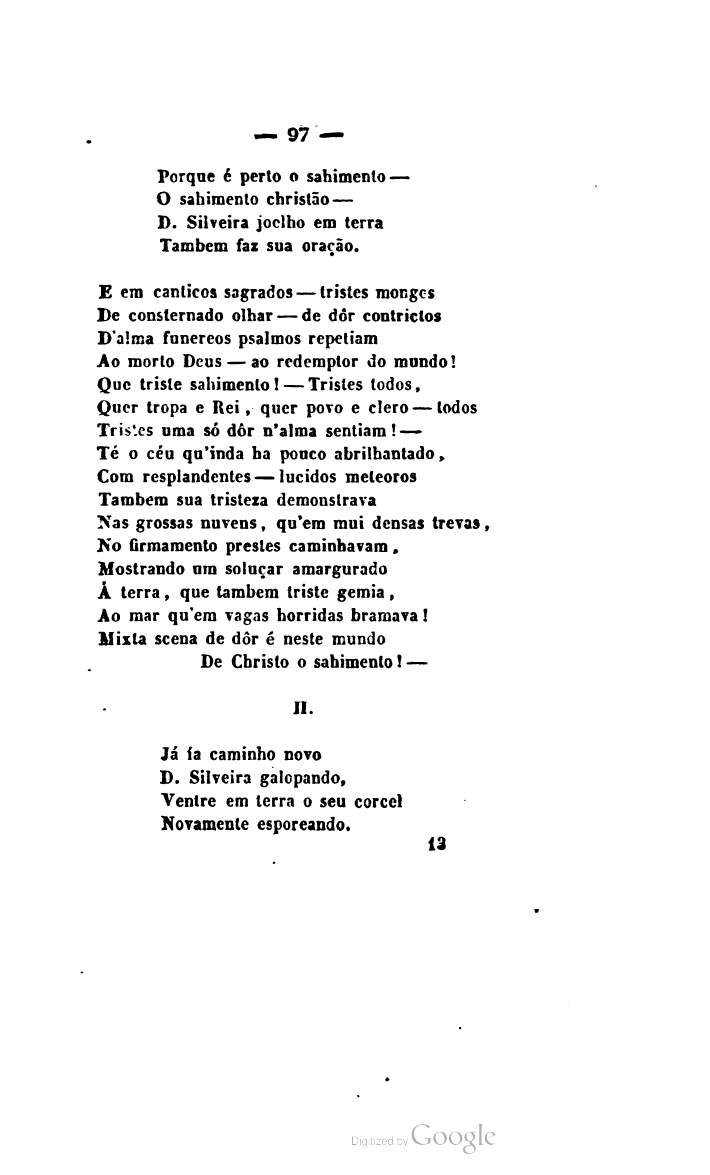 — 97 —
Porque é perto o sahimento —
O sahimento christão —
D. Silveira joelho em terra
Tambem faz sua oração.
E em canticos sagrados — tristes monges
De consternado olhar — de dôr contrictos
D'alma funereos psalmos repetiam
Ao morto Deus — ao redemptor do mundo!
Que triste sahimento! — Tristes todos,
Quer tropa e Rei, quer povo e clero — todos
Tristes uma só dôr n'alma sentiam! —
Té o céu qu'inda ha pouco abrilhantado,
Com resplandentes — lucidos meteoros
Tambem sua tristeza demonstrava
Nas grossas nuvens, qu'em mui densas trevas,
No firmamento prestes caminhavam,
Mostrando um soluçar amargurado
Á terra, que tambem triste gemia,
Ao mar qu'em vagas horridas bramava!
Mixta scena de dôr é neste mundo
De Christo o sahimento! —
II.
Já ía caminho novo
D. Silveira galopando,
Ventre em terra o seu corcel
Novamente esporeando.
13
Digitized by Google